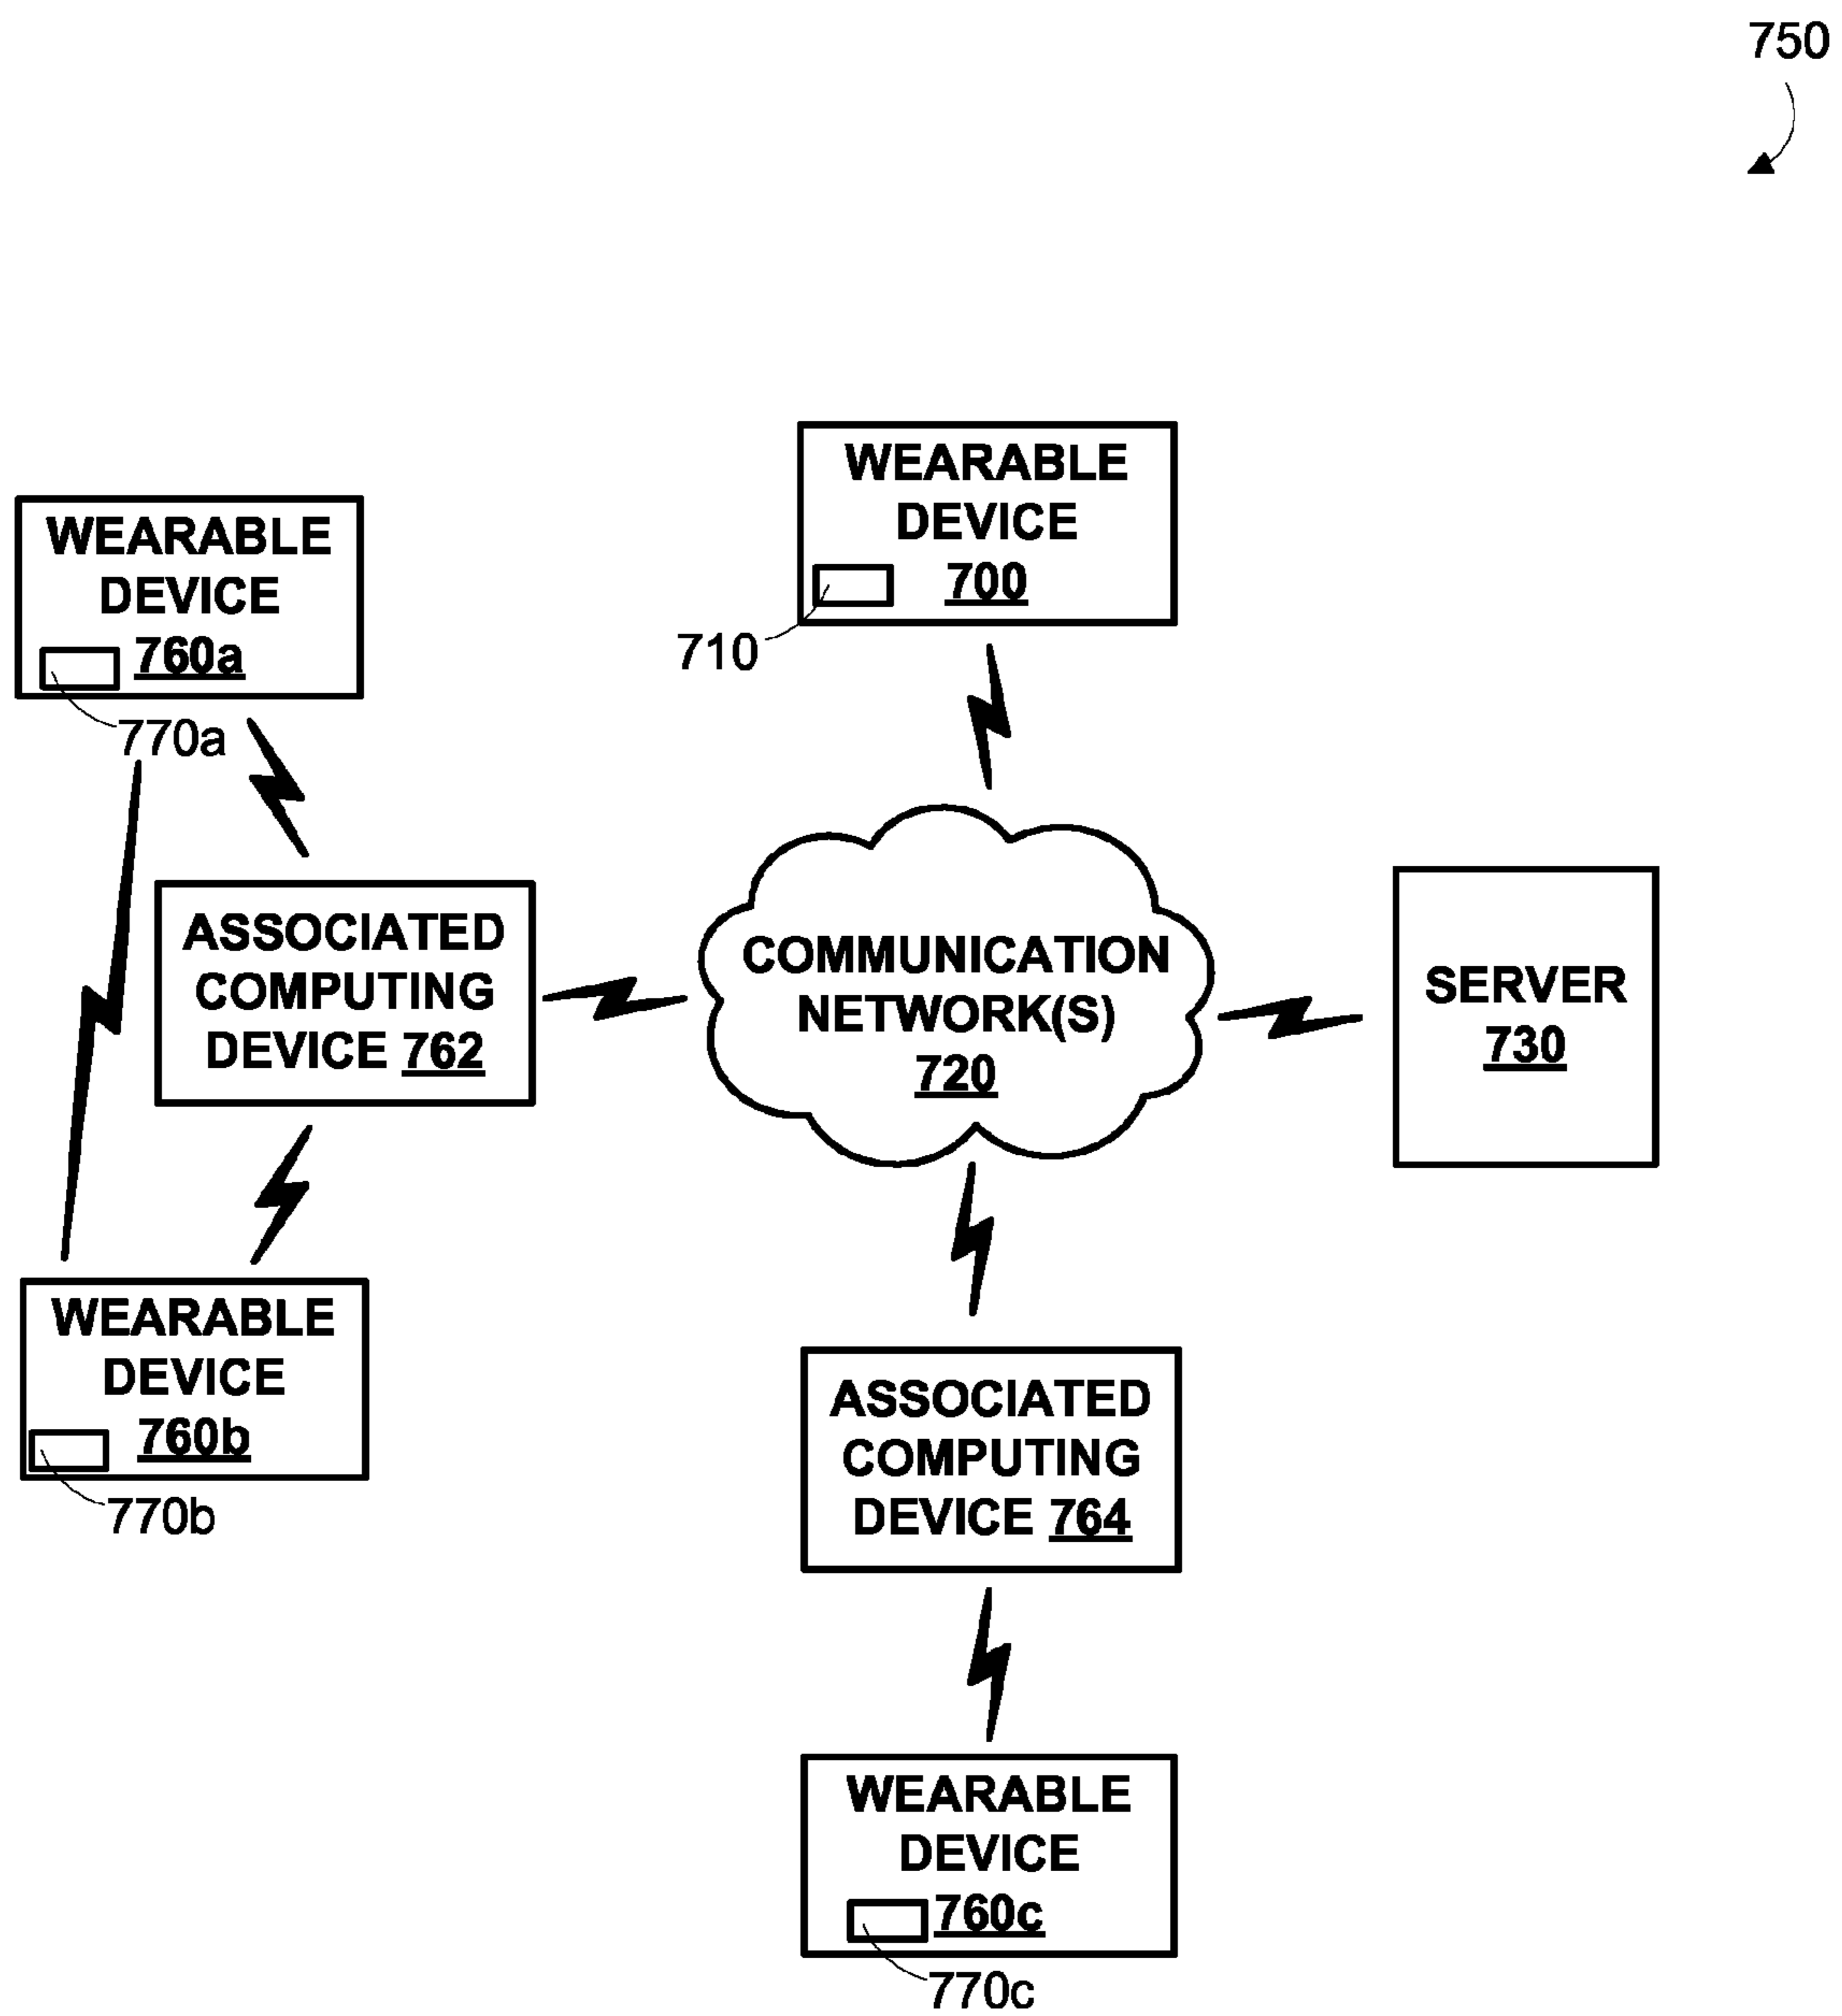 750
WEARABLE
DEVICE
700
710
WEARABLE
DEVICE
760a
770a
ASSOCIATED
COMPUTING
DEVICE 762
COMMUNICATION
NETWORK(S)
720
SERVER
730
WEARABLE
DEVICE
760b
770b
ASSOCIATED
COMPUTING
DEVICE 764
WEARABLE
DEVICE
760c
770c